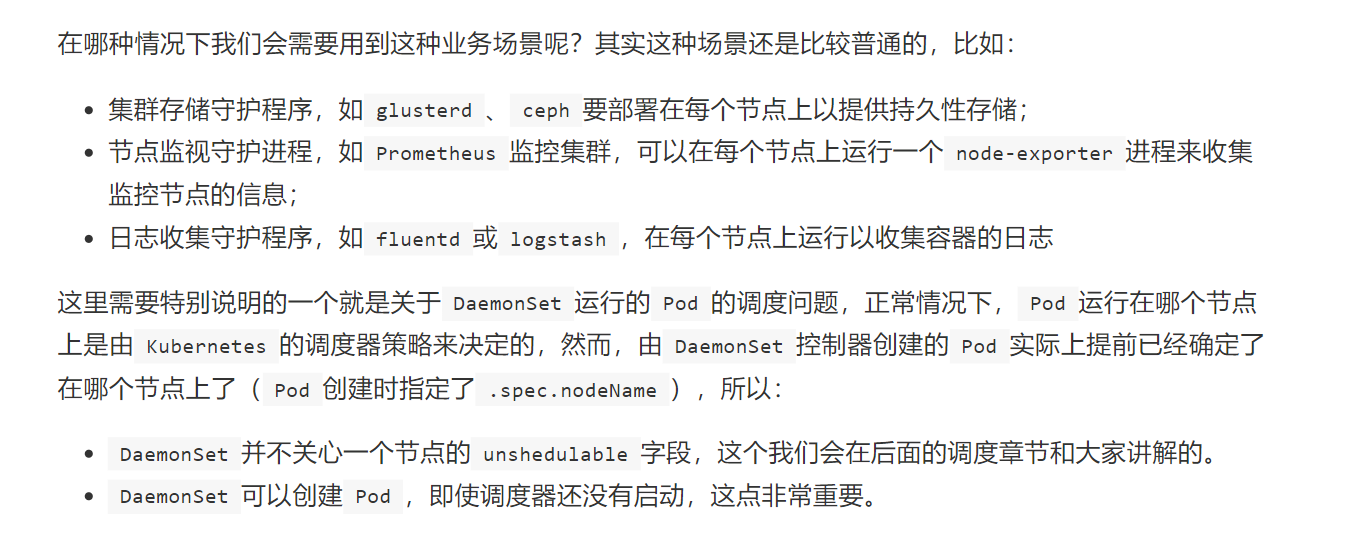 在哪种情况下我们会需要用到这种业务场景呢？其实这种场景还是比较普通的，比如：
集群存储守护程序，如 glusterd 、 ceph 要部署在每个节点上以提供持久性存储；
节点监视守护进程，如 Prometheus 监控集群，可以在每个节点上运行一个 node-exporter 进程来收集
监控节点的信息；
日志收集守护程序，如 fluentd 或 logstash ，在每个节点上运行以收集容器的日志
这里需要特别说明的一个就是关于 DaemonSet 运行的 Pod 的调度问题，正常情况下， Pod 运行在哪个节点
上是由 Kubernetes 的调度器策略来决定的，然而，由 DaemonSet 控制器创建的 Pod 实际上提前已经确定了
在哪个节点上了（ Pod 创建时指定了 .spec.nodeName ），所以：
DaemonSet 并不关心一个节点的 unshedulable 字段，这个我们会在后面的调度章节和大家讲解的。
DaemonSet 可以创建 Pod ，即使调度器还没有启动，这点非常重要。